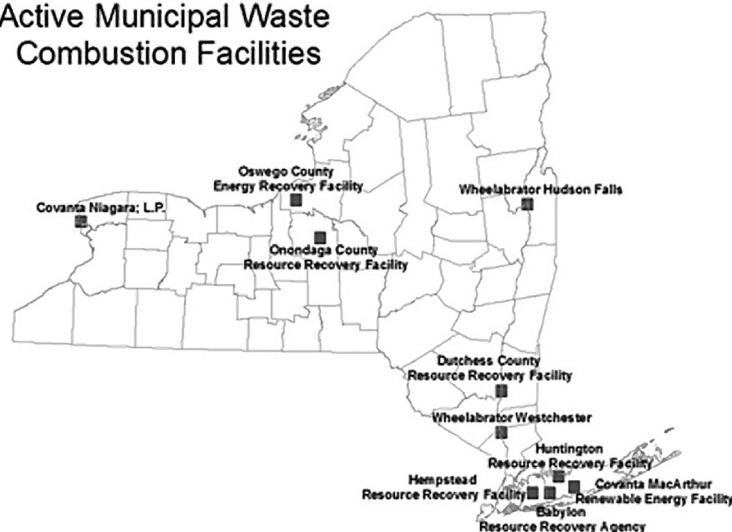 Active Municipal Waste
Combustion Facilities
Oswego County
Energy Recovery Facility
Wheelabrator Hudson Falls
Covanta Niagara; L.P.
Onondaga County
Resource Recovery Facility
Dutchess County
Resource Recovery Facility
Wheelabrator Westchester
Huntington
Resource Recovery Facility
Hempstead
Resource Recovery Facility
Covanta MacArthur
Renewable Energy Facility
Babylon
Resource Recovery Agency